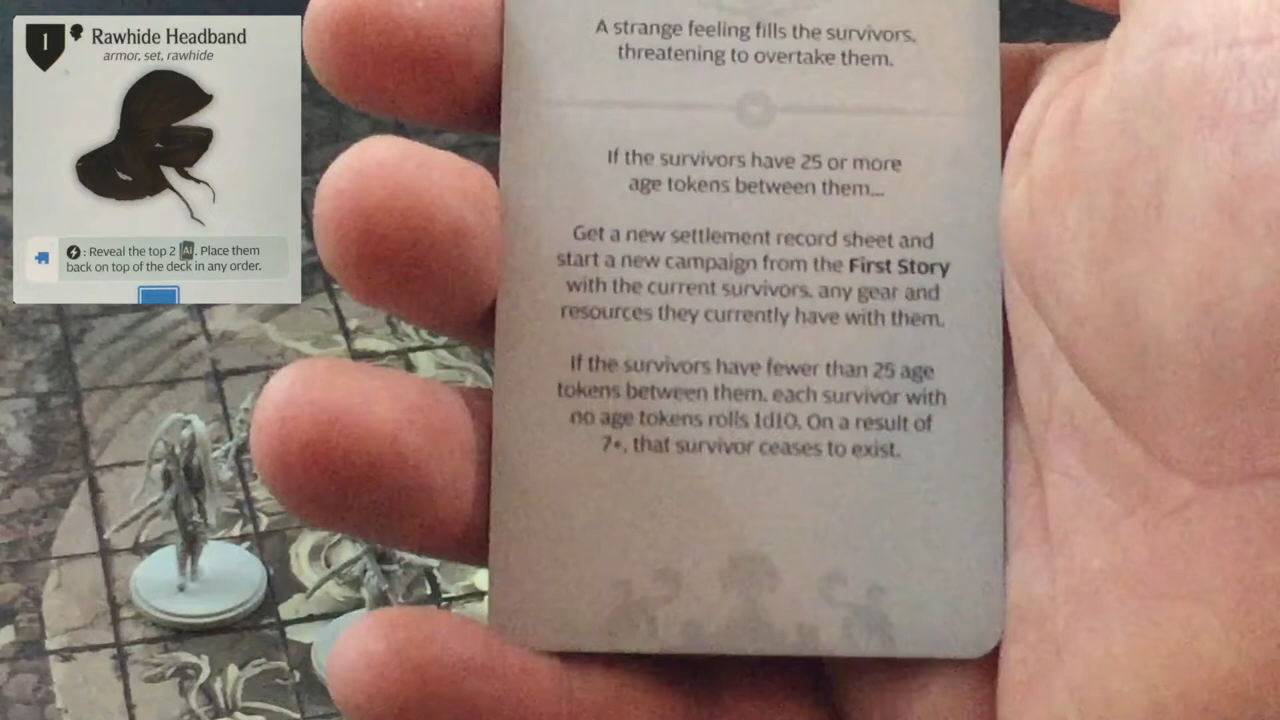 1
Rawhide Headband
armor, set, rawhide
: Reveal the top 2 AI. Place them
back on top of the deck in any order.
A strange feeling fills the survivors,
threatening to overtake them.
If the survivors have 25 or more
age tokens between them...
Get a new settlement record sheet and
start a new campaign from the First Story
with the current survivors, any gear and
resources they currently have with them.
If the survivors have fewer than 25 age
tokens between them, each survivor with
no age tokens rolls 1d10. On a result of
7+, that survivor ceases to exist.